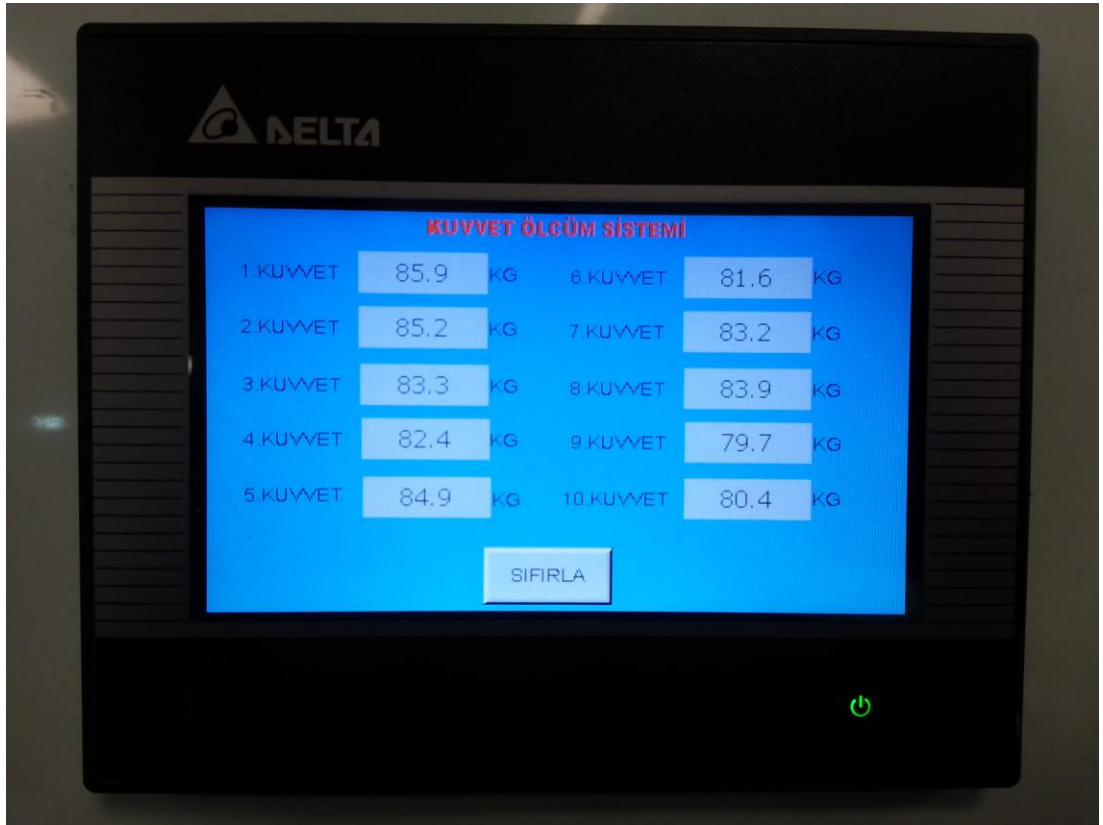 DELTA
KUVVET ÖLCÜM SİSTEMİ
1.KUVVET 85.9 KG 6.KUVVET 81.6 KG
2.KUVVET 85.2 KG 7.KUVVET 83.2 KG
3.KUVVET 83.3 KG 8.KUVVET 83.9 KG
4.KUVVET 82.4 KG 9.KUVVET 79.7 KG
5.KUVVET 84.9 KG 10.KUVVET 80.4 KG
SIFIRLA